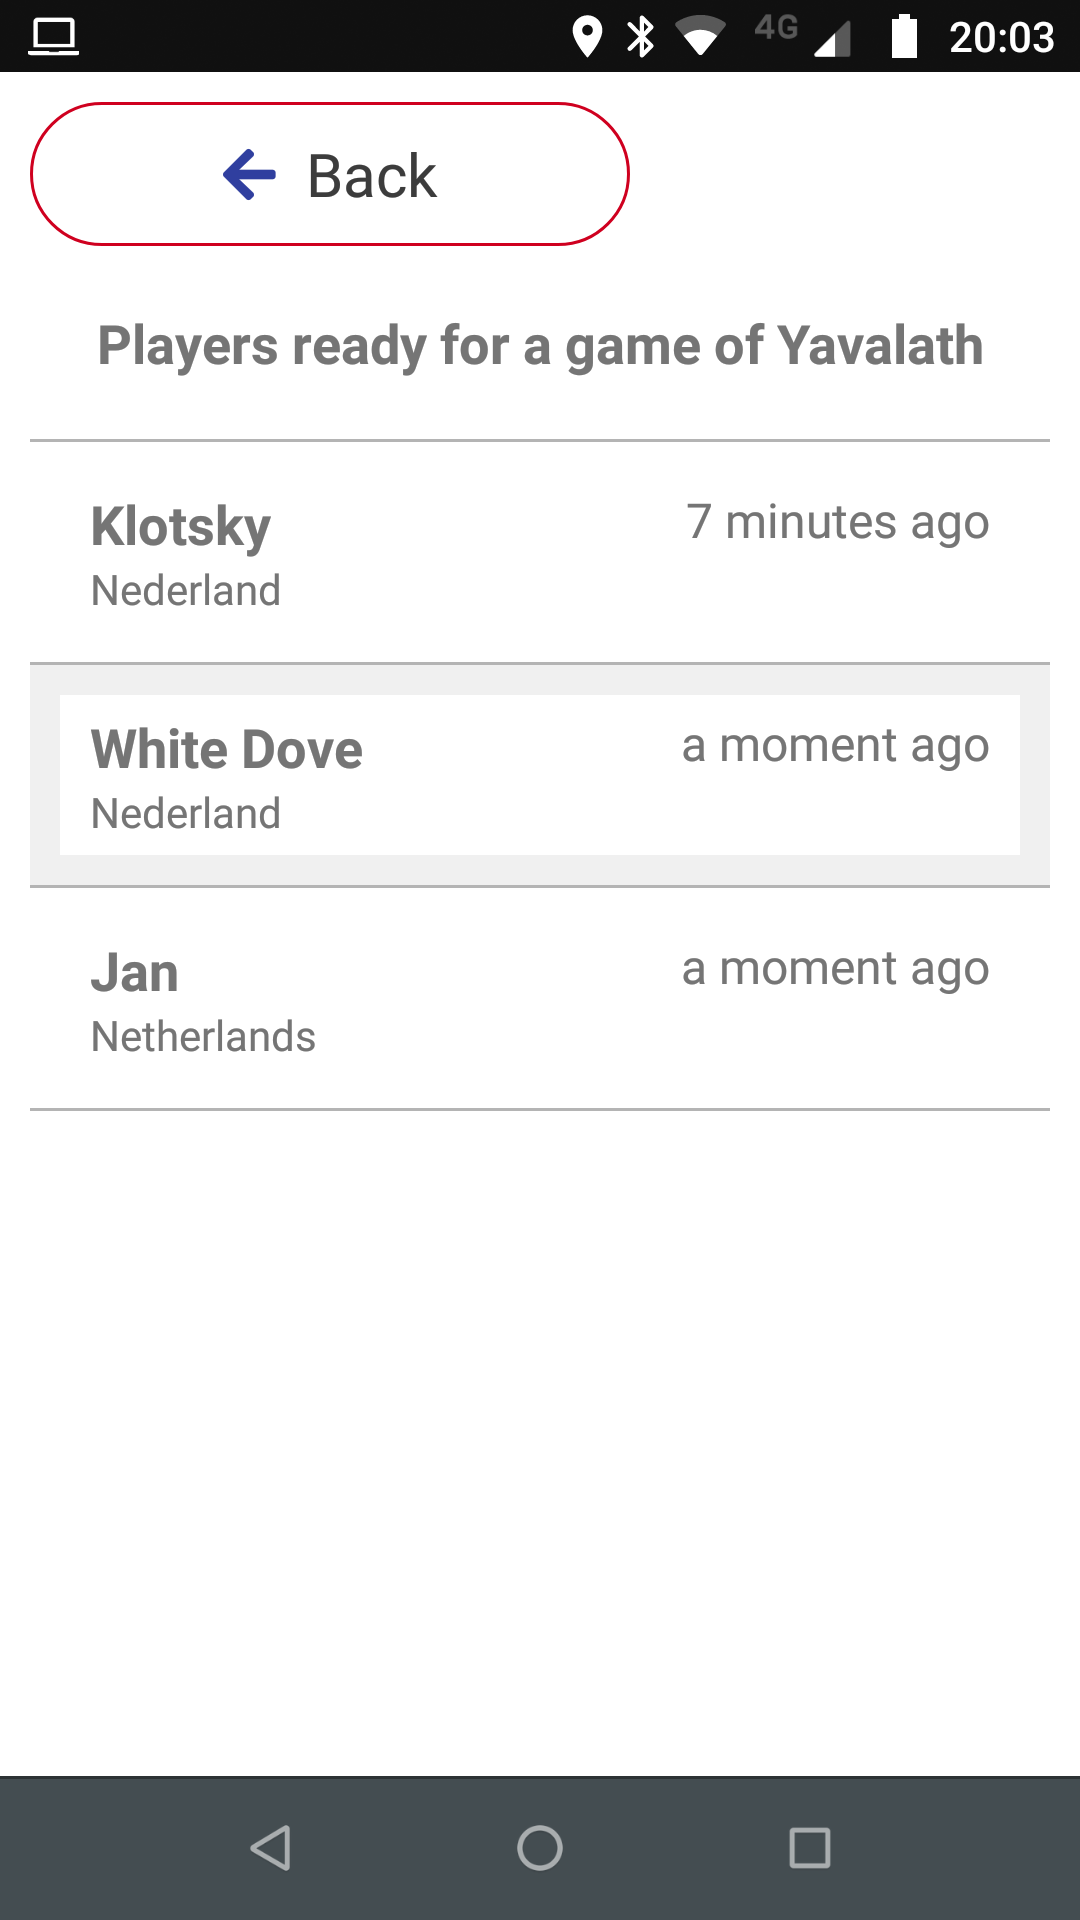 4G 20:03
Back
Players ready for a game of Yavalath
Klotsky 7 minutes ago
Nederland
White Dove a moment ago
Nederland
Jan a moment ago
Netherlands